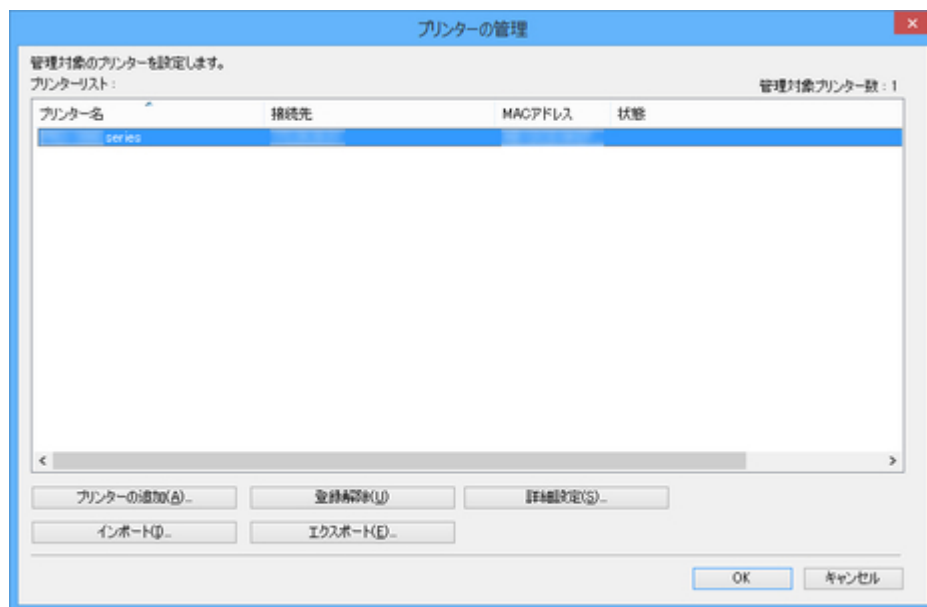 プリンターの管理
管理対象のプリンターを設定します。
プリンターリスト：
管理対象プリンター数：1
プリンター名 接続先 MACアドレス 状態
series
プリンターの追加(A)... 登録解除(U) 詳細設定(S)...
インポート(I)... エクスポート(E)...
OK キャンセル